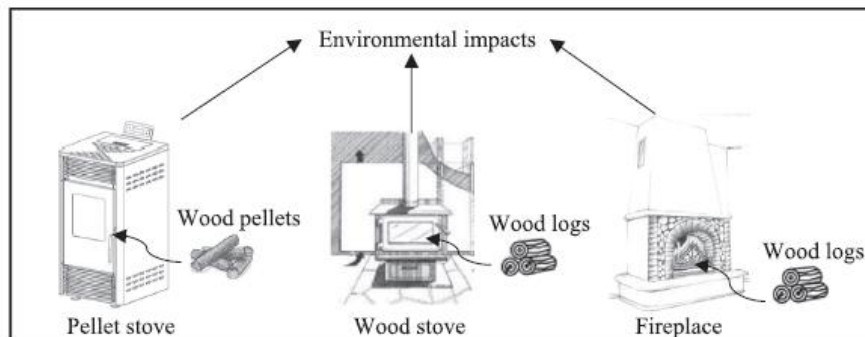 Environmental impacts
Wood pellets
Wood logs
Wood logs
Pellet stove
Wood stove
Fireplace